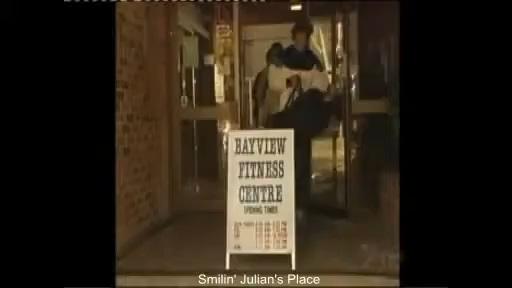 BAYVIEW
FITNESS
CENTRE
OPENING TIMES
Smilin' Julian's Place